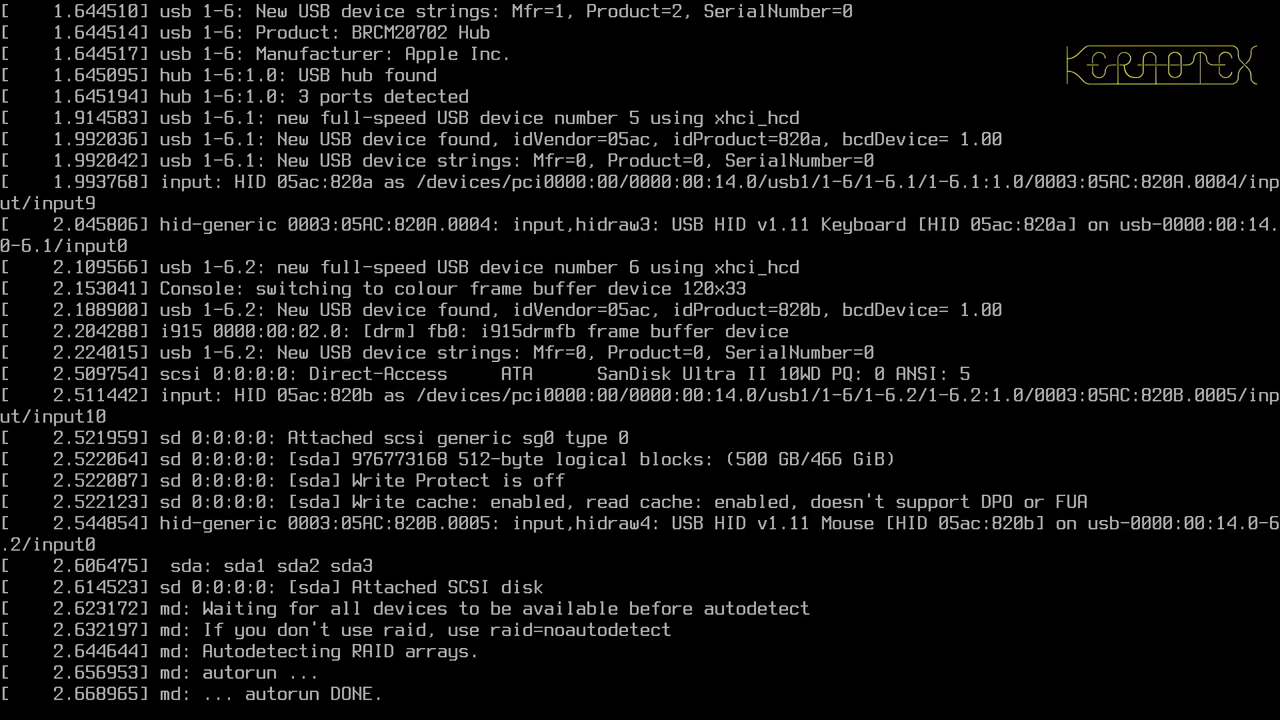 [    1.644510] usb 1-6: New USB device strings: Mfr=1, Product=2, SerialNumber=0
[    1.644514] usb 1-6: Product: BRCM20702 Hub
[    1.644517] usb 1-6: Manufacturer: Apple Inc.
KERAOTEX
[    1.645095] hub 1-6:1.0: USB hub found
[    1.645194] hub 1-6:1.0: 3 ports detected
[    1.914583] usb 1-6.1: new full-speed USB device number 5 using xhci_hcd
[    1.992036] usb 1-6.1: New USB device found, idVendor=05ac, idProduct=820a, bcdDevice= 1.00
[    1.992042] usb 1-6.1: New USB device strings: Mfr=0, Product=0, SerialNumber=0
[    1.993768] input: HID 05ac:820a as /devices/pci0000:00/0000:00:14.0/usb1/1-6/1-6.1/1-6.1:1.0/0003:05AC:820A.0004/inp
ut/input9
[    2.045806] hid-generic 0003:05AC:820A.0004: input,hidraw3: USB HID v1.11 Keyboard [HID 05ac:820a] on usb-0000:00:14.
0-6.1/input0
[    2.109566] usb 1-6.2: new full-speed USB device number 6 using xhci_hcd
[    2.153041] Console: switching to colour frame buffer device 120x33
[    2.188900] usb 1-6.2: New USB device found, idVendor=05ac, idProduct=820b, bcdDevice= 1.00
[    2.204288] i915 0000:00:02.0: [drm] fb0: i915drmfb frame buffer device
[    2.224015] usb 1-6.2: New USB device strings: Mfr=0, Product=0, SerialNumber=0
[    2.509754] scsi 0:0:0:0: Direct-Access     ATA      SanDisk Ultra II 10WD PQ: 0 ANSI: 5
[    2.511442] input: HID 05ac:820b as /devices/pci0000:00/0000:00:14.0/usb1/1-6/1-6.2/1-6.2:1.0/0003:05AC:820B.0005/inp
ut/input10
[    2.521959] sd 0:0:0:0: Attached scsi generic sg0 type 0
[    2.522064] sd 0:0:0:0: [sda] 976773168 512-byte logical blocks: (500 GB/466 GiB)
[    2.522087] sd 0:0:0:0: [sda] Write Protect is off
[    2.522123] sd 0:0:0:0: [sda] Write cache: enabled, read cache: enabled, doesn't support DPO or FUA
[    2.544854] hid-generic 0003:05AC:820B.0005: input,hidraw4: USB HID v1.11 Mouse [HID 05ac:820b] on usb-0000:00:14.0-6
.2/input0
[    2.606475]  sda: sda1 sda2 sda3
[    2.614523] sd 0:0:0:0: [sda] Attached SCSI disk
[    2.623172] md: Waiting for all devices to be available before autodetect
[    2.632197] md: If you don't use raid, use raid=noautodetect
[    2.644644] md: Autodetecting RAID arrays.
[    2.656953] md: autorun ...
[    2.668965] md: ... autorun DONE.